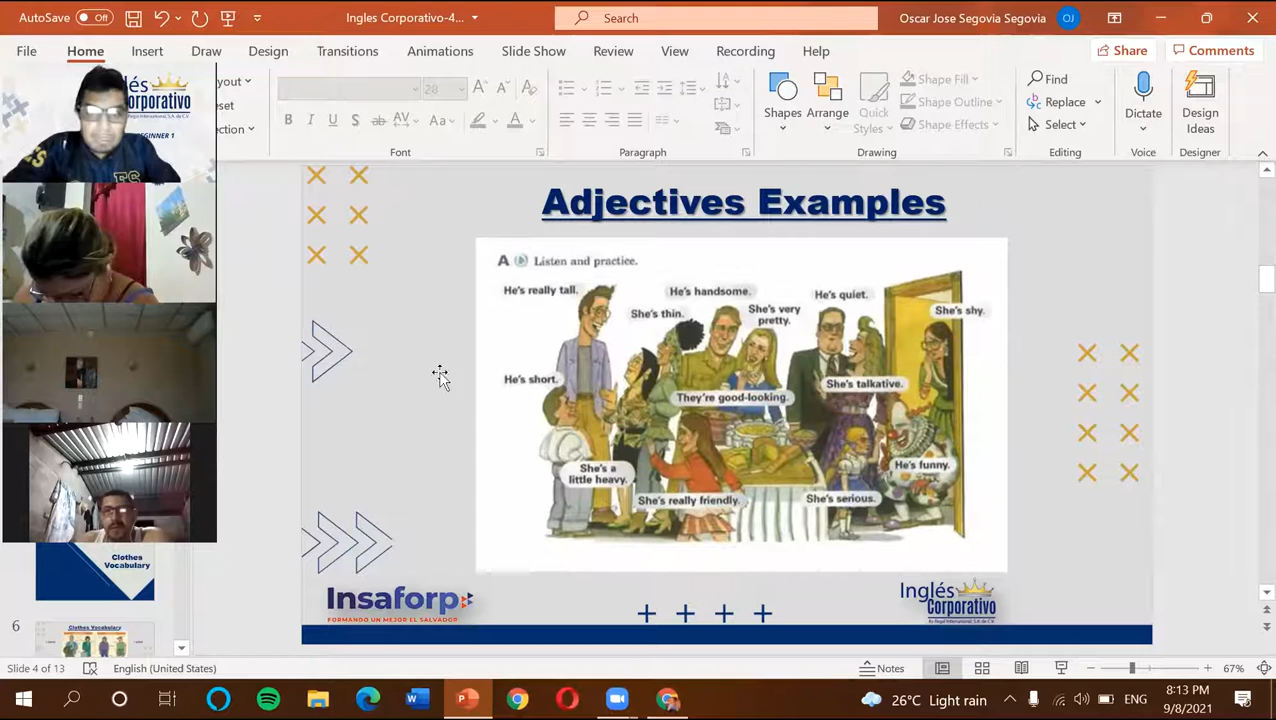 AutoSave
Off
Ingles Corporativo-4...
Search
Oscar Jose Segovia Segovia
OJ
File
Home
Insert
Draw
Design
Transitions
Animations
Slide Show
Review
View
Recording
Help
Share
Comments
Shapes
Arrange
Quick
Styles
Shape Fill
Shape Outline
Shape Effects
Find
Replace
Select
Dictate
Design
Ideas
Font
Paragraph
Drawing
Editing
Voice
Designer
Adjectives Examples
A Listen and practice.
He's really tall.
He's handsome.
She's thin.
She's very
pretty.
He's quiet.
She's shy.
He's short.
They're good-looking.
She's talkative.
She's a
little heavy.
She's really friendly.
She's serious.
He's funny.
Insaforp
FORMANDO UN MEJOR EL SALVADOR
Inglés
Corporativo
Clothes
Vocabulary
6
Clothes Vocabulary
Slide 4 of 13
English (United States)
Notes
67%
26°C Light rain
ENG
8:13 PM
9/8/2021